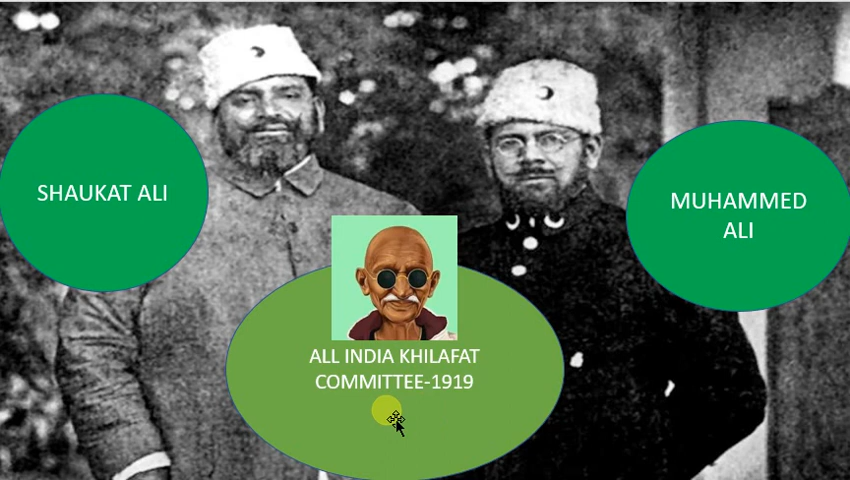 SHAUKAT ALI
MUHAMMED
ALI
ALL INDIA KHILAFAT
COMMITTEE-1919